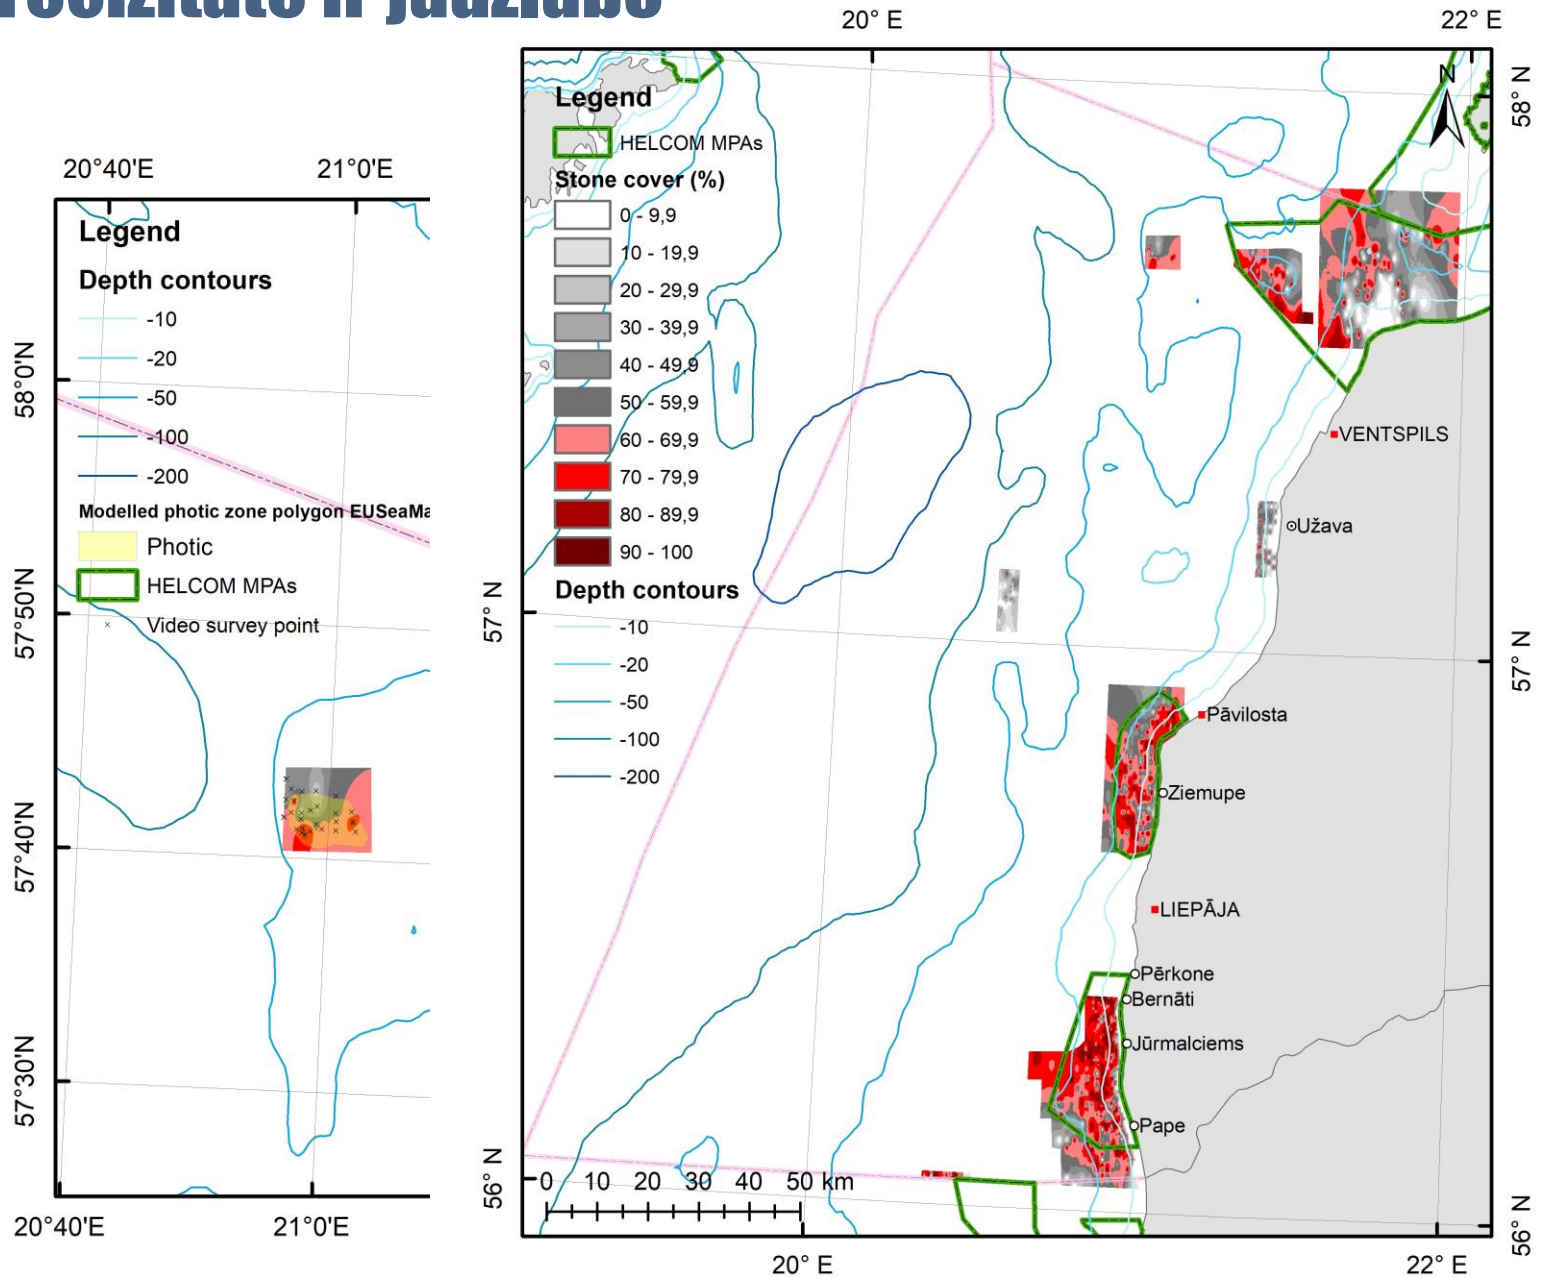 20°40'E 21°0'E
Legend
Depth contours
-10
-20
-50
-100
-200
Modelled photic zone polygon EUSeaMa
Photic
HELCOM MPAs
Video survey point
58°0'N
57°50'N
57°40'N
57°30'N
20°40'E 21°0'E
20° E 22° E
Legend
HELCOM MPAs
Stone cover (%)
0 - 9,9
10 - 19,9
20 - 29,9
30 - 39,9
40 - 49,9
50 - 59,9
60 - 69,9
70 - 79,9
80 - 89,9
90 - 100
Depth contours
-10
-20
-50
-100
-200
N
58° N
VENTSPILS
Užava
57° N
57° N
Pāvilosta
Ziemupe
LIEPĀJA
Pērkone
Bernāti
Jūrmalciems
Pape
56° N
56° N
0 10 20 30 40 50 km
20° E 22° E